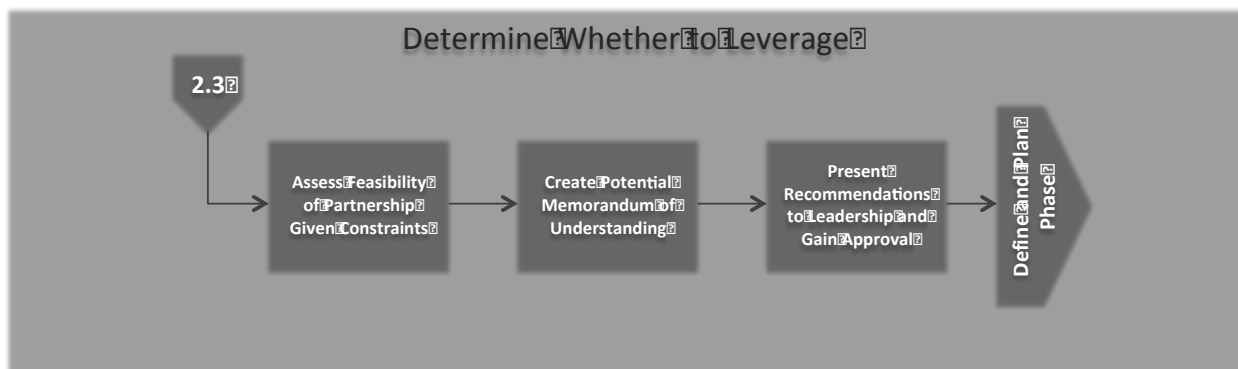 Determine Whether to Leverage
2.3
Assess Feasibility
of Partnership
Given Constraints
Create Potential
Memorandum of
Understanding
Present
Recommendations
to Leadership and
Gain Approval
Define and Plan
Phase